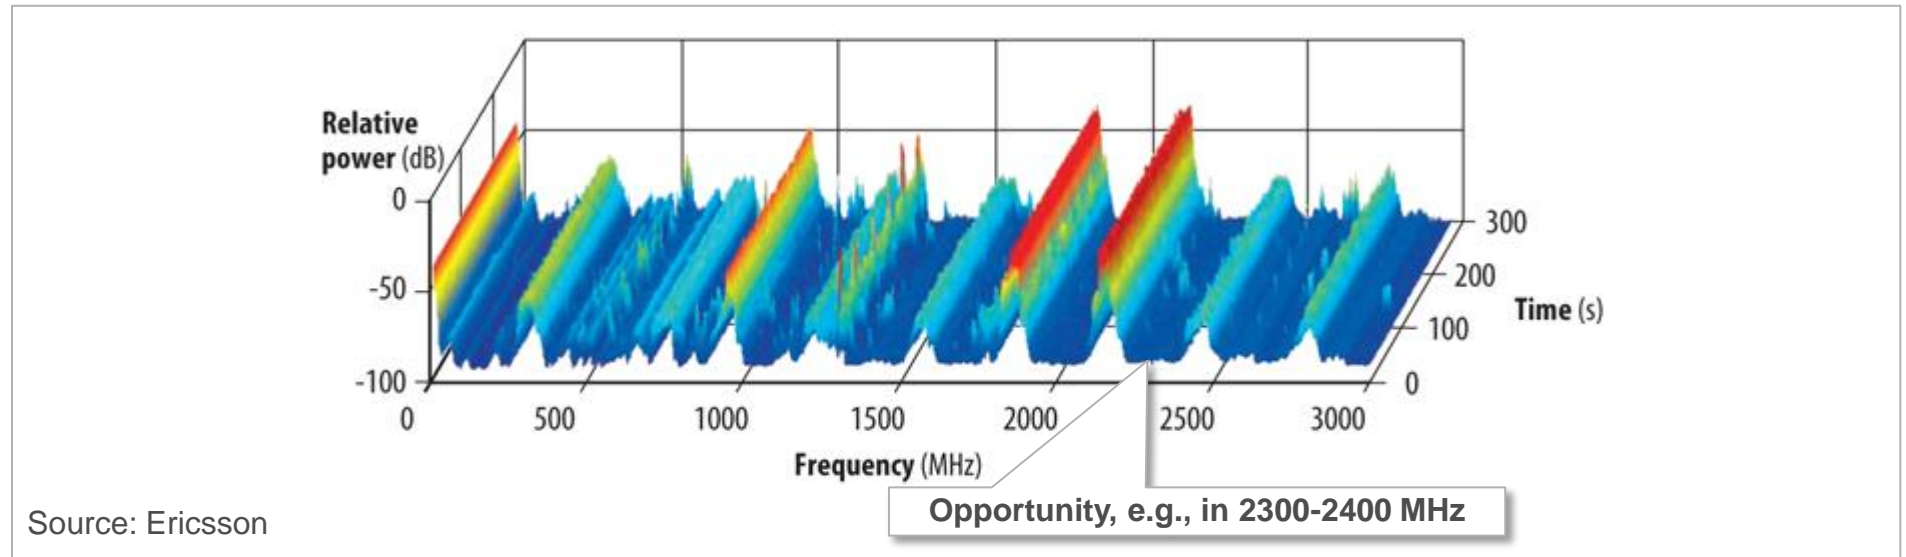 Relative
power (dB)
0
-50
-100
0
500
1000
1500
2000
2500
3000
Frequency (MHz)
300
200
100
0
Time (s)
Opportunity, e.g., in 2300-2400 MHz
Source: Ericsson